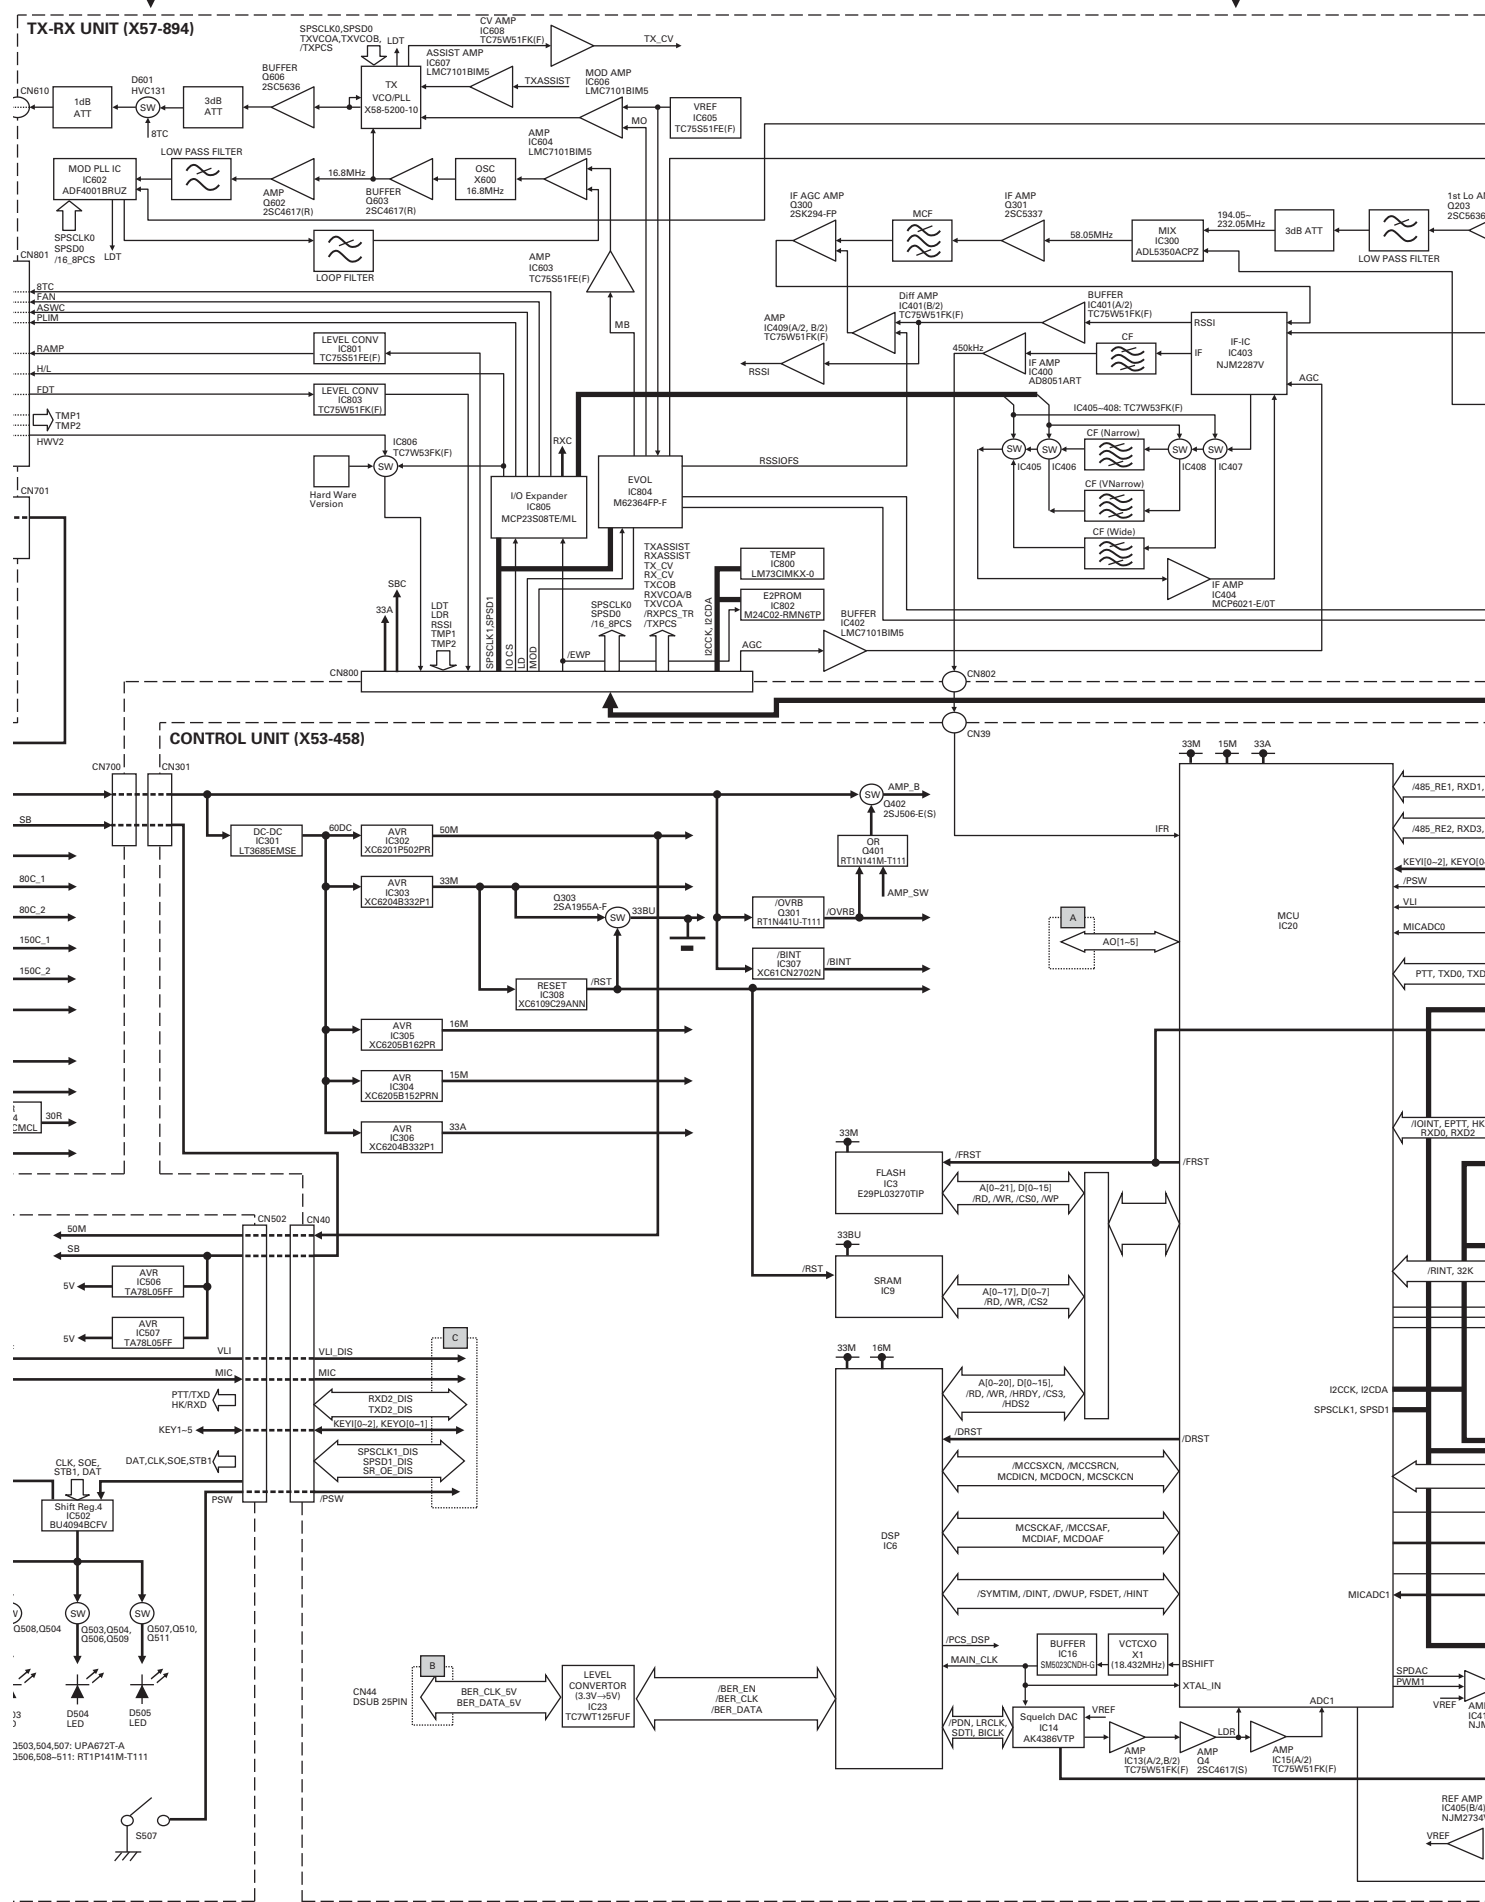 TX-RX UNIT (X57-894)
SPSCLK0,SPSD0
TXVCOA,TXVCOB,
/TXPCS
LDT
CV AMP
IC608
TC75W51FK(F)
TX_CV
ASSIST AMP
IC607
LMC7101BIM5
TXASSIST
BUFFER
Q606
2SC5636
D601
HVC131
CN610
1dB
ATT
SW
8TC
3dB
ATT
TX
VCO/PLL
X58-5200-10
MOD AMP
IC606
LMC7101BIM5
MO
VREF
IC605
TC75S51FE(F)
AMP
IC604
LMC7101BIM5
LOW PASS FILTER
MOD PLL IC
IC602
ADF4001BRUZ
16.8MHz
AMP
Q602
2SC4617(R)
BUFFER
Q603
2SC4617(R)
OSC
X600
16.8MHz
SPSCLK0
SPSD0
/16_8PCS
LDT
LOOP FILTER
AMP
IC603
TC75S51FE(F)
MB
IF AGC AMP
Q300
2SK294-FP
MCF
IF AMP
Q301
2SC5337
58.05MHz
MIX
IC300
ADL5350ACPZ
194.05~
232.05MHz
3dB ATT
LOW PASS FILTER
1st Lo A
Q203
2SC5636
CN801
8TC
FAN
ASWC
PLIM
RAMP
LEVEL CONV
IC801
TC75S51FE(F)
H/L
FDT
LEVEL CONV
IC803
TC75W51FK(F)
TMP1
TMP2
HWV2
IC806
TC7W53FK(F)
SW
Hard Ware
Version
CN701
RXC
I/O Expander
IC805
MCP23S08TE/ML
EVOL
IC804
M62364FP-F
RSSIOFS
AMP
IC409(A/2, B/2)
TC75W51FK(F)
RSSI
Diff AMP
IC401(B/2)
TC75W51FK(F)
BUFFER
IC401(A/2)
TC75W51FK(F)
450kHz
IF AMP
IC400
AD8051ART
CF
RSSI
IF
IF-IC
IC403
NJM2287V
AGC
IC405~408: TC7W53FK(F)
SW
IC405
SW
IC406
CF (Narrow)
SW
IC408
SW
IC407
CF (VNarrow)
CF (Wide)
IF AMP
IC404
MCP6021-E/0T
TXASSIST
RXASSIST
TX_CV
RX_CV
TXCOB
RXVCOA/B
TXVCOA
/RXPCS_TR
/TXPCS
TEMP
IC800
LM73CIMKX-0
E2PROM
IC802
M24C02-RMN6TP
BUFFER
IC402
LMC7101BIM5
SBC
33A
LDT
LDR
RSSI
TMP1
TMP2
SPSCLK1,SPSD1
IO CS
LD
MOD
/EWP
SPSCLK0
SPSD0
/16_8PCS
I2CCK, I2CDA
AGC
CN800
CN802
CN39
CONTROL UNIT (X53-458)
CN700
CN301
SB
80C_1
80C_2
150C_1
150C_2
30R
CMCL
DC-DC
IC301
LT3685EMSE
60DC
AVR
IC302
XC6201P502PR
50M
AVR
IC303
XC6204B332P1
33M
Q303
2SA1955A-F
SW
33BU
RESET
IC308
XC6109C29ANN
/RST
AVR
IC305
XC6205B162PR
16M
AVR
IC304
XC6205B152PRN
15M
AVR
IC306
XC6204B332P1
33A
SW
AMP_B
Q402
2SJ506-E(S)
OR
Q401
RT1N141M-T111
AMP_SW
/OVRB
Q301
RT1N441U-T111
/OVRB
/BINT
IC307
XC61CN2702N
/BINT
33M
15M
33A
IFR
MCU
IC20
A
AO[1~5]
/485_RE1, RXD1,
/485_RE2, RXD3,
KEYI[0~2], KEYO[0
/PSW
VLI
MICADC0
PTT, TXD0, TXD
/IOINT, EPTT, HK
RXD0, RXD2
/RINT, 32K
33M
FLASH
IC3
E29PL03270TIP
/FRST
/FRST
A[0~21], D[0~15]
/RD, /WR, /CS0, /WP
33BU
/RST
SRAM
IC9
A[0~17], D[0~7]
/RD, /WR, /CS2
33M
16M
DSP
IC6
A[0~20], D[0~15],
/RD, /WR, /HRDY, /CS3,
/HDS2
I2CCK, I2CDA
SPSCLK1, SPSD1
/DRST
/DRST
/MCCSXCN, /MCCSRCN,
MCDICN, MCDOCN, MCSCKCN
MCSCKAF, /MCCSAF,
MCDIAF, MCDOAF
/SYMTIM, /DINT, /DWUP, FSDET, /HINT
MICADC1
/PCS_DSP
MAIN_CLK
BUFFER
IC16
SM5023CNDH-G
VCTCXO
X1
(18.432MHz)
BSHIFT
XTAL_IN
/PDN, LRCLK,
SDTI, BICLK
Squelch DAC
IC14
AK4386VTP
VREF
AMP
IC13(A/2,B/2)
TC75W51FK(F)
AMP
Q4
2SC4617(S)
LDR
AMP
IC15(A/2)
TC75W51FK(F)
ADC1
SPDAC
PWM1
VREF
REF AMP
IC405(B/4)
VREF
CN502
CN40
50M
SB
AVR
IC506
TA78L05FF
5V
AVR
IC507
TA78L05FF
5V
VLI
VLI_DIS
C
MIC
MIC
PTT/TXD
HK/RXD
RXD2_DIS
TXD2_DIS
KEY1~5
KEYI[0~2], KEYO[0~1]
CLK, SOE,
STB1, DAT
DAT,CLK,SOE,STB1
SPSCLK1_DIS
SPSD1_DIS
SR_OE_DIS
PSW
/PSW
Shift Reg.4
IC502
BU4094BCFV
SW
SW
Q508,Q504
Q503,Q504,
Q506,Q509
Q507,Q510,
Q511
D504
LED
D505
LED
Q503,504,507: UPA672T-A
Q506,508~511: RT1P141M-T111
S507
CN44
DSUB 25PIN
B
BER_CLK_5V
BER_DATA_5V
LEVEL
CONVERTOR
(3.3V→5V)
IC23
TC7WT125FUF
/BER_EN
/BER_CLK
/BER_DATA